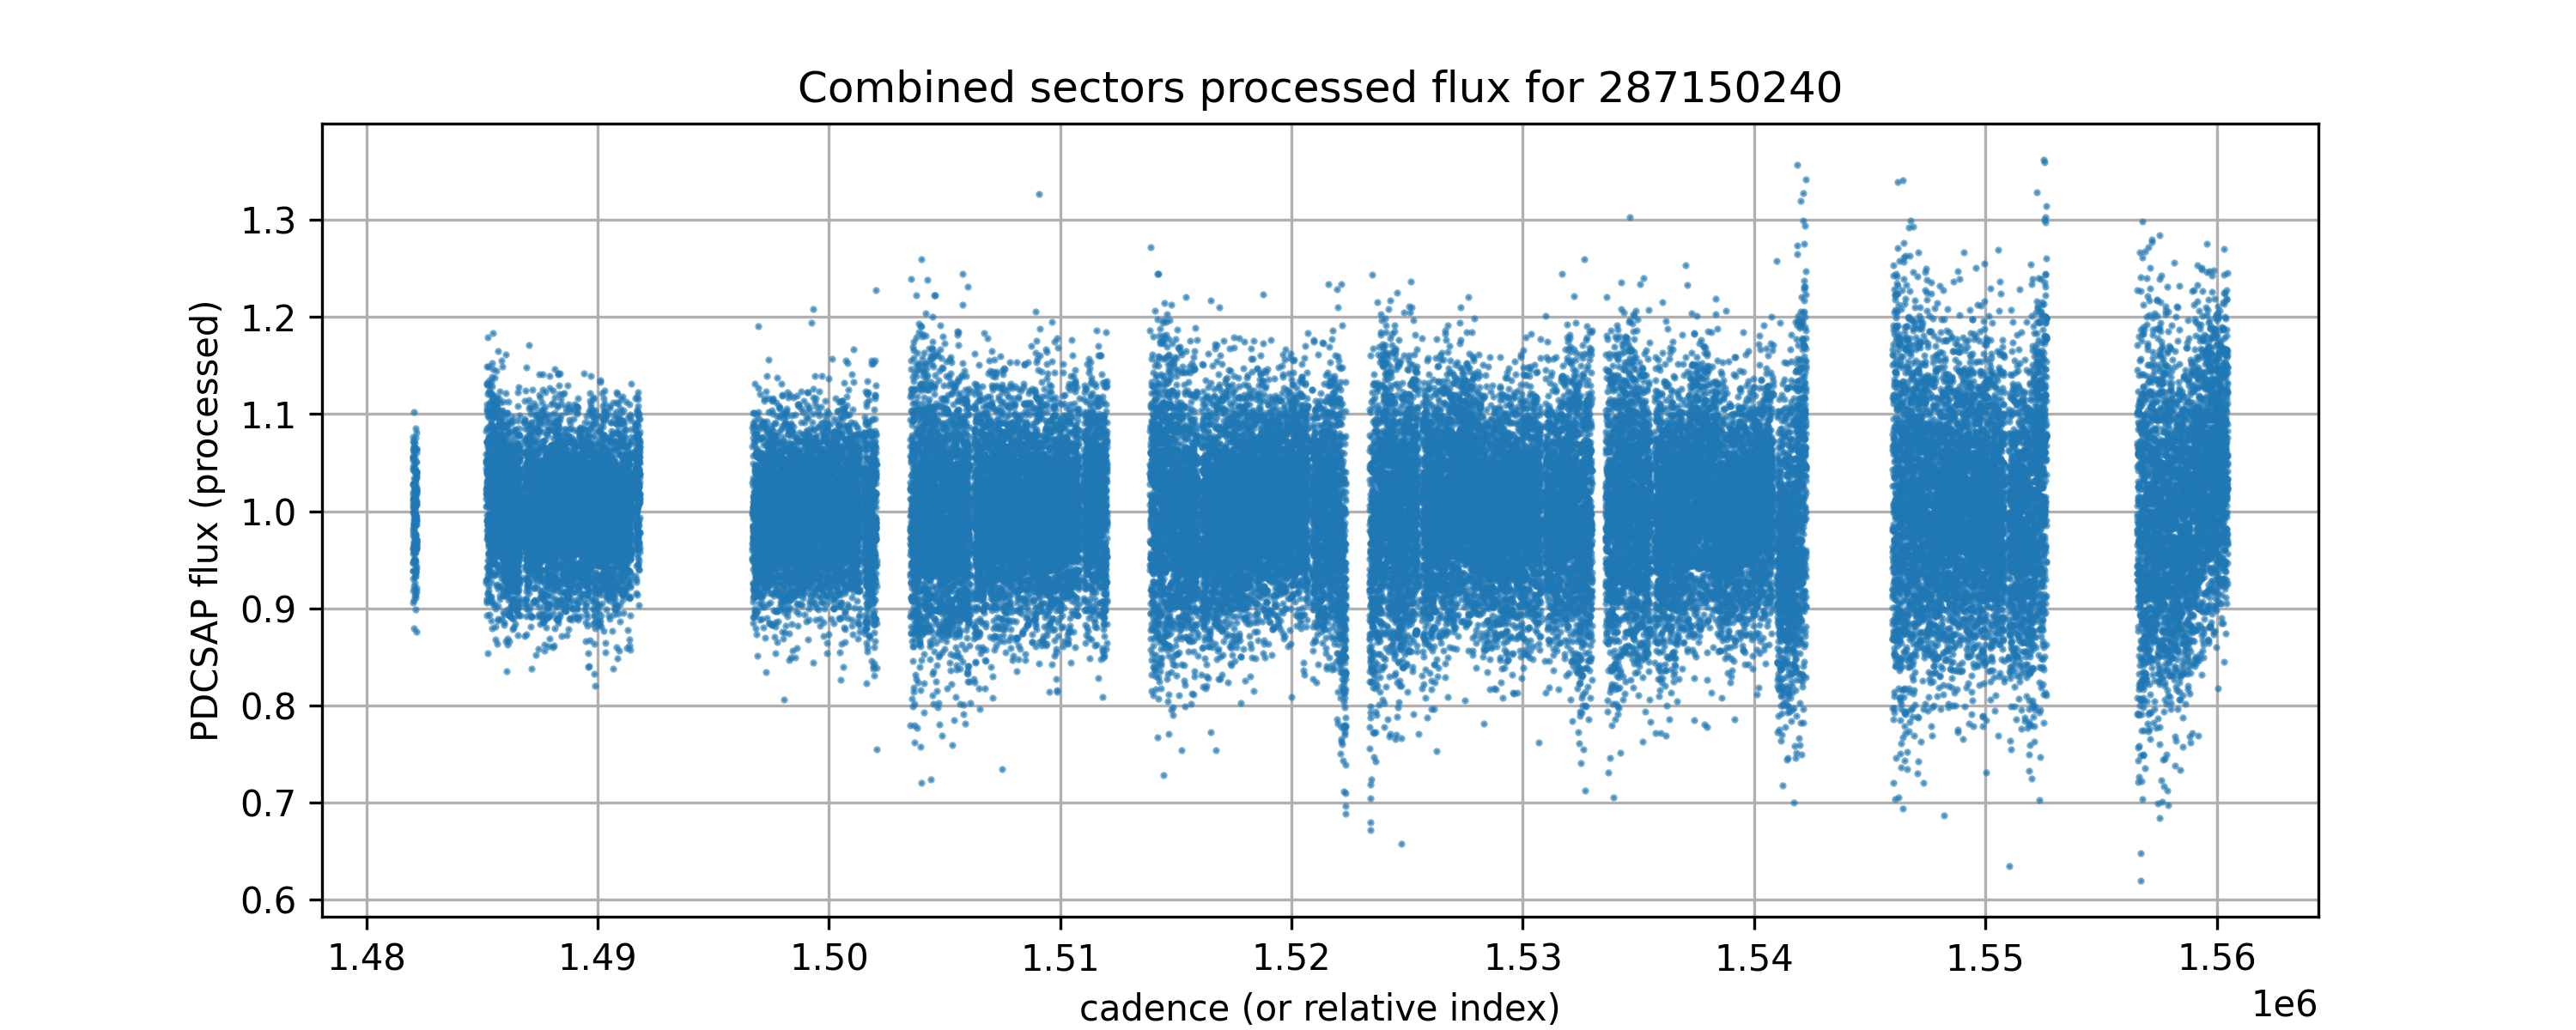 Combined sectors processed flux for 287150240
PDCSAP flux (processed)
1.3
1.2
1.1
1.0
0.9
0.8
0.7
0.6
1.48 1.49 1.50 1.51 1.52 1.53 1.54 1.55 1.56
cadence (or relative index)
1e6